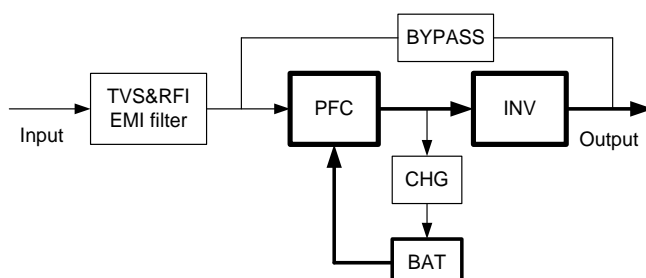 BYPASS
TVS&RFI
EMI filter
PFC
INV
Input
Output
CHG
BAT